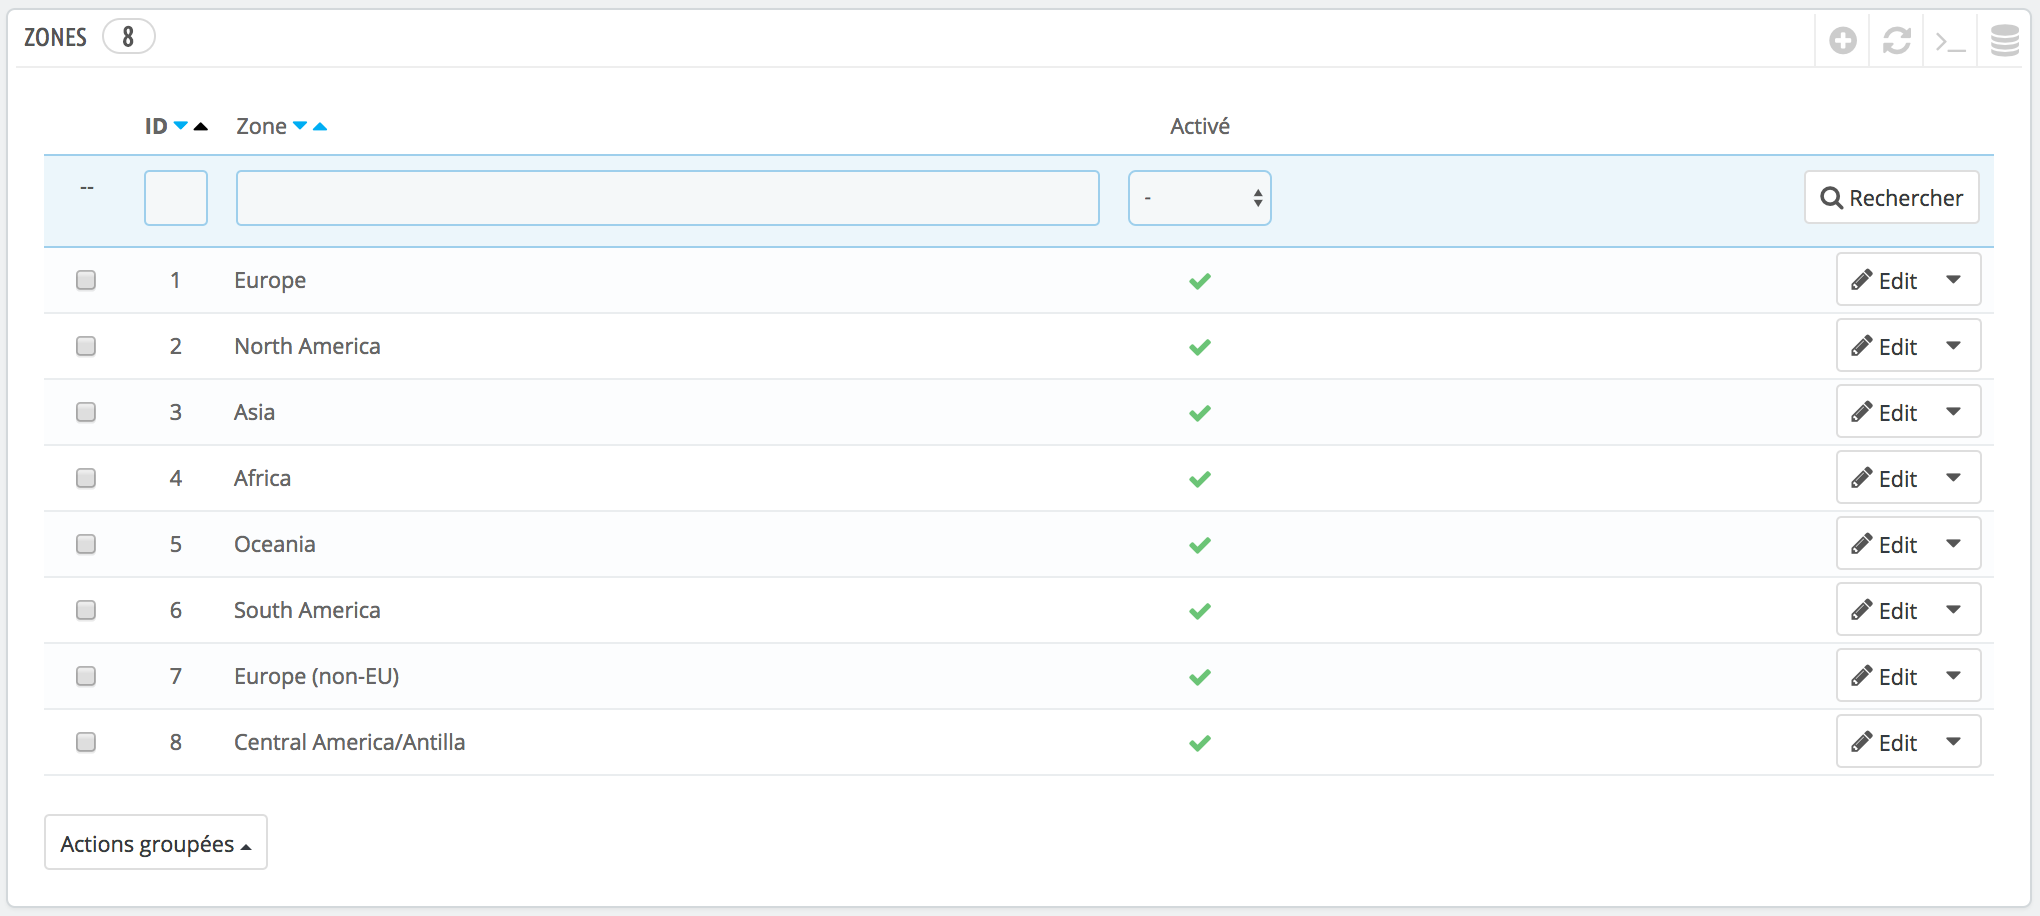 ZONES 8
ID Zone Activé
-- - Rechercher
1 Europe Edit
2 North America Edit
3 Asia Edit
4 Africa Edit
5 Oceania Edit
6 South America Edit
7 Europe (non-EU) Edit
8 Central America/Antilla Edit
Actions groupées